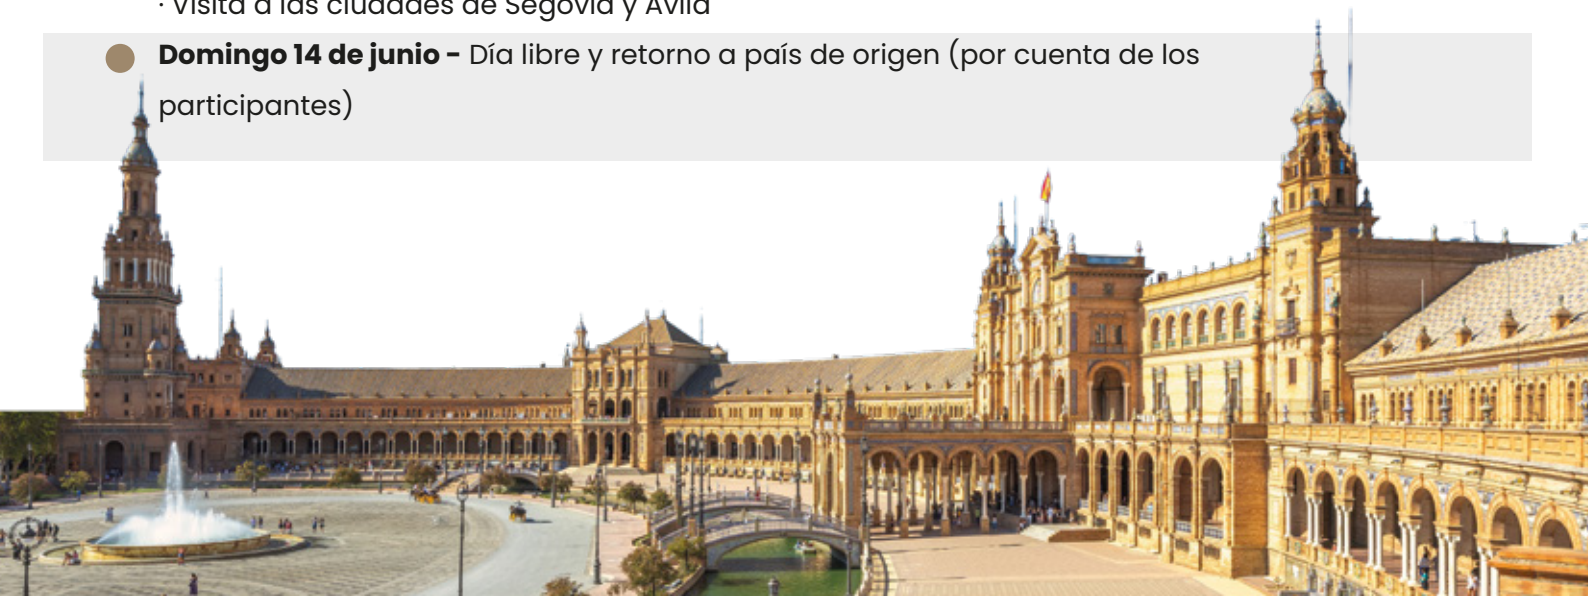 · Visita a las ciudades de Segovia y Ávila
Domingo 14 de junio - Día libre y retorno a país de origen (por cuenta de los
participantes)